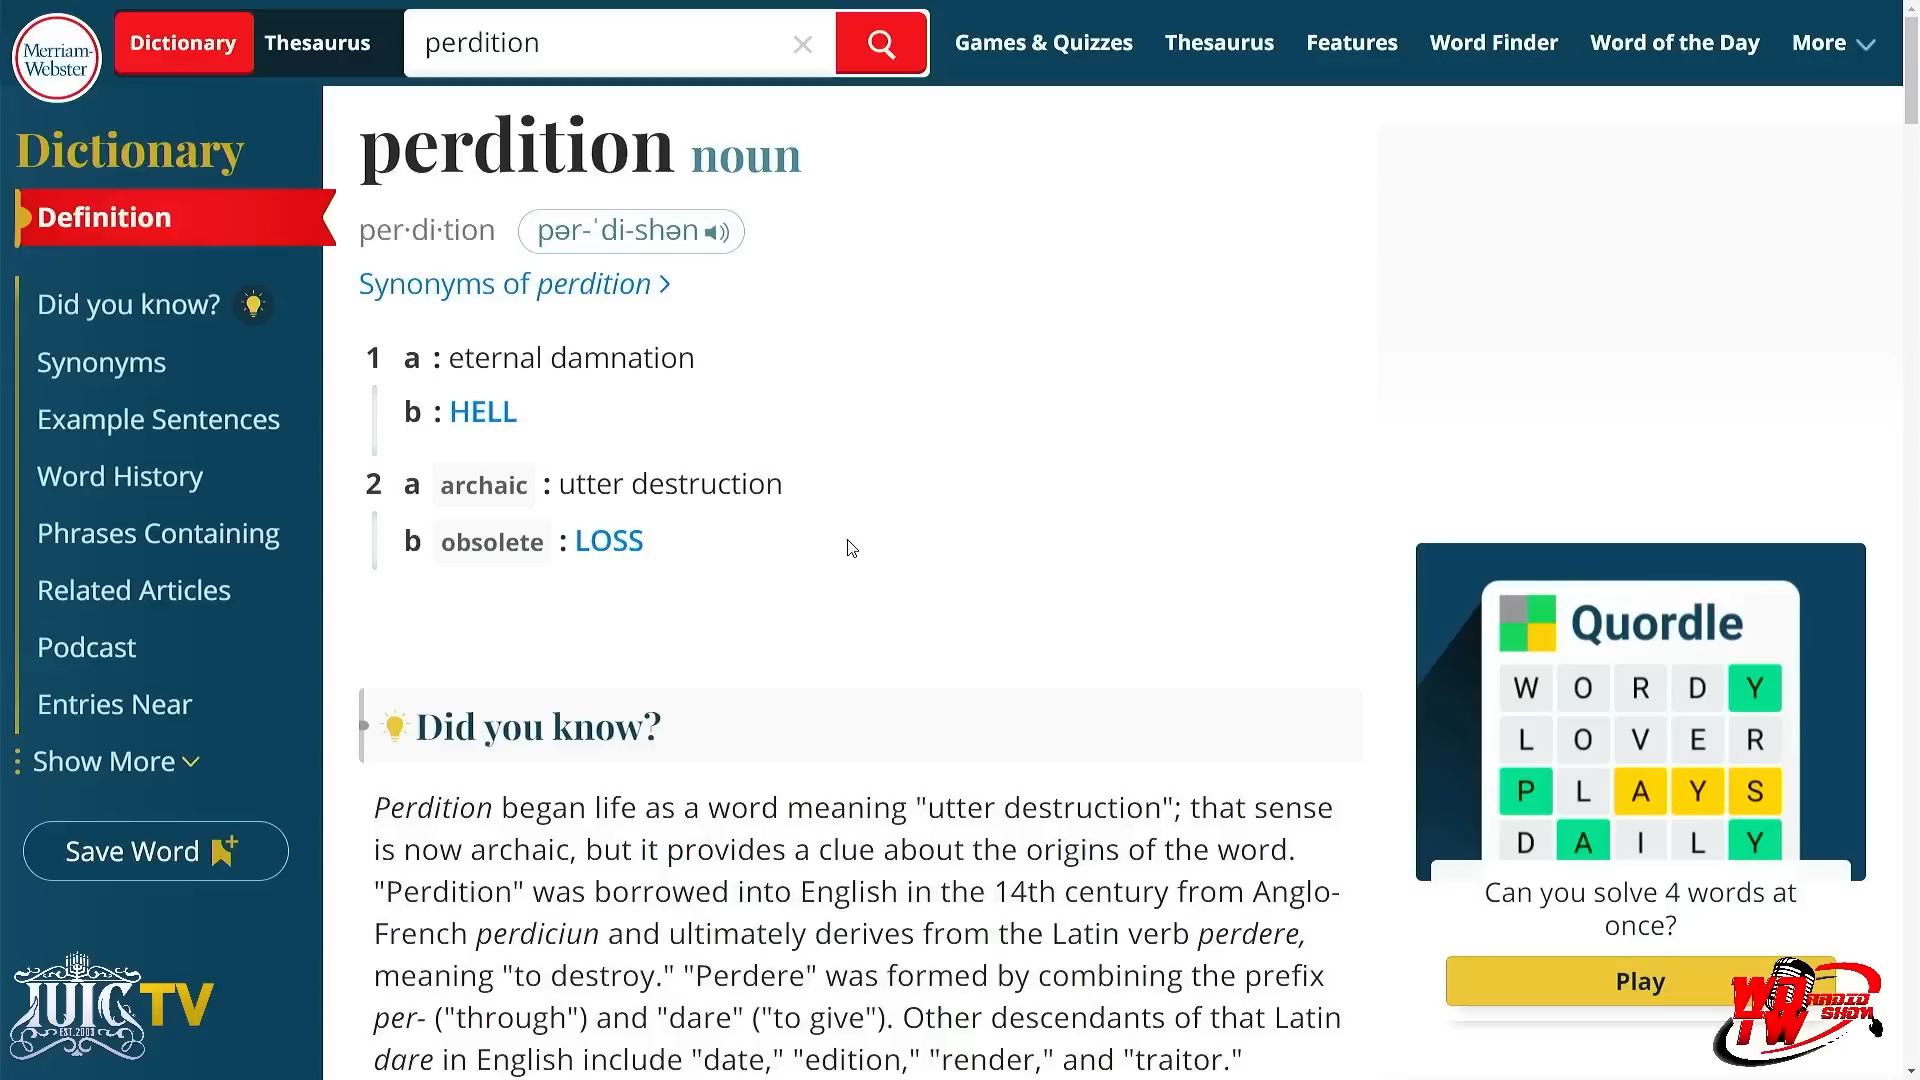 Merriam-
Webster
Dictionary
Thesaurus
perdition
Games & Quizzes
Thesaurus
Features
Word Finder
Word of the Day
More
Dictionary
Definition
Did you know?
Synonyms
Example Sentences
Word History
Phrases Containing
Related Articles
Podcast
Entries Near
Show More
Save Word
perdition noun
per·di·tion pər-ˈdi-shən
Synonyms of perdition
1 a : eternal damnation
b : HELL
2 a archaic : utter destruction
b obsolete : LOSS
Did you know?
Perdition began life as a word meaning "utter destruction"; that sense
is now archaic, but it provides a clue about the origins of the word.
"Perdition" was borrowed into English in the 14th century from Anglo-
French perdiciun and ultimately derives from the Latin verb perdere,
meaning "to destroy." "Perdere" was formed by combining the prefix
per- ("through") and "dare" ("to give"). Other descendants of that Latin
dare in English include "date," "edition," "render," and "traitor."
Quordle
W O R D Y
L O V E R
P L A Y S
D A I L Y
Can you solve 4 words at
once?
Play
IUIC TV
EST. 2003
WDTW
RADIO
SHOW